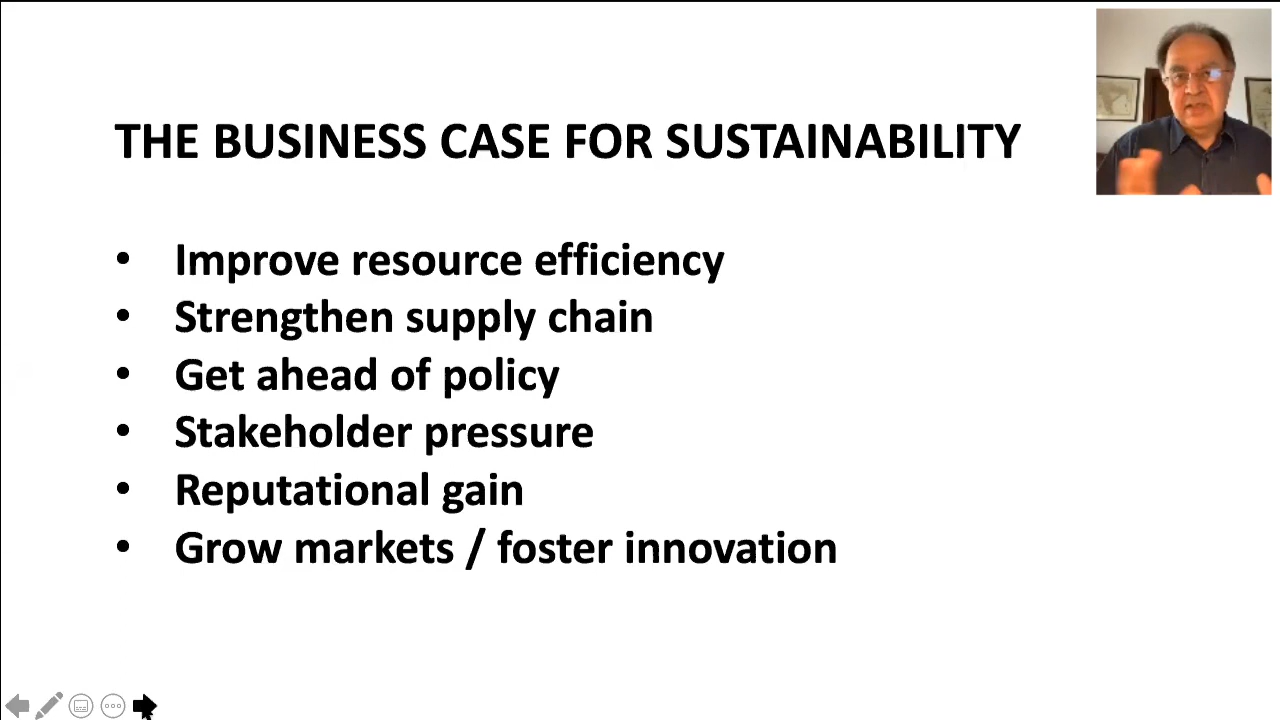 THE BUSINESS CASE FOR SUSTAINABILITY
• Improve resource efficiency
• Strengthen supply chain
• Get ahead of policy
• Stakeholder pressure
• Reputational gain
• Grow markets / foster innovation